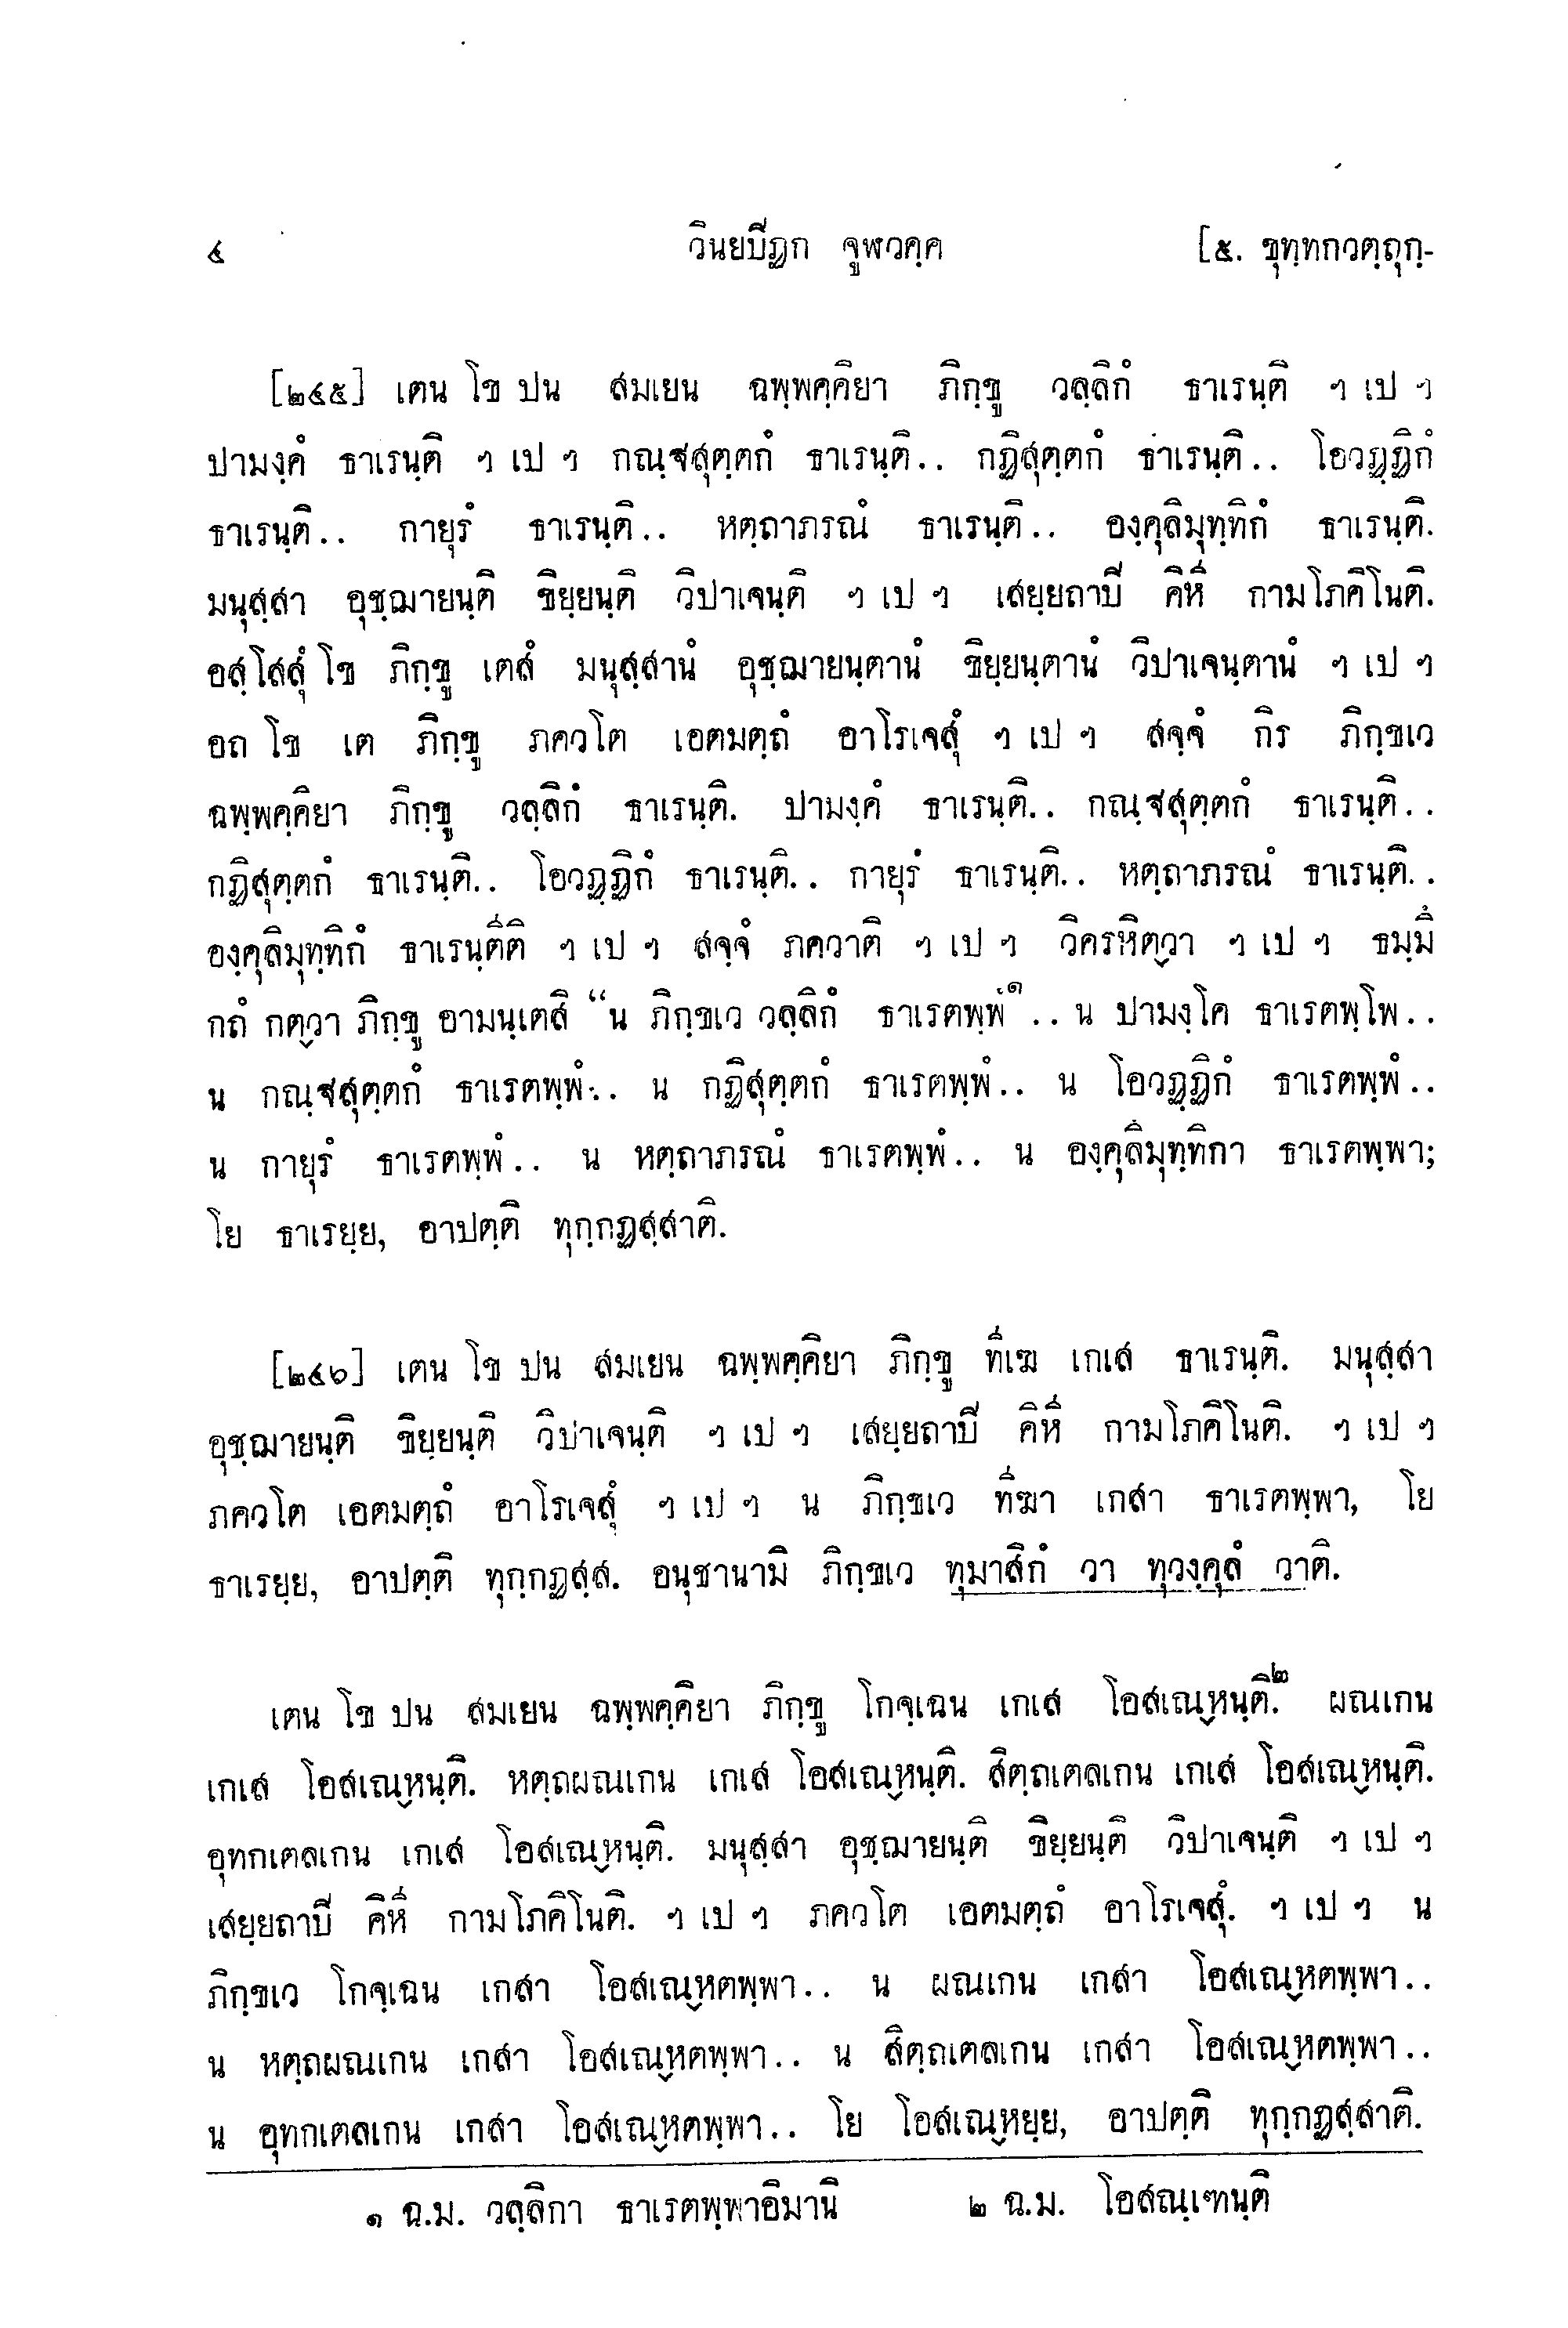 ๔ วินยปิฏก จูฬวคฺค [๕. ขุทฺทกวตฺถุกฺ-
[๒๔๕] เตน โข ปน สมเยน ฉพฺพคฺคิยา ภิกฺขู วลฺลิกํ ธาเรนฺติ ฯ เป ฯ
ปามงฺคํ ธาเรนฺติ ฯ เป ฯ กณฺฐสุตฺตกํ ธาเรนฺติ.. กฏิสุตฺตกํ ธาเรนฺติ.. โอวฏฺฏิกํ
ธาเรนฺติ.. กายุรํ ธาเรนฺติ.. หตฺถาภรณํ ธาเรนฺติ.. องฺคุลิมุทฺทิกํ ธาเรนฺติ.
มนุสฺสา อุชฺฌายนฺติ ขิยฺยนฺติ วิปาเจนฺติ ฯ เป ฯ เสยฺยถาปี คิหี กามโภคิโนติ.
อสฺโสสุํ โข ภิกฺขู เตสํ มนุสฺสานํ อุชฺฌายนฺตานํ ขิยฺยนฺตานํ วิปาเจนฺตานํ ฯ เป ฯ
อถ โข เต ภิกฺขู ภควโต เอตมตฺถํ อาโรเจสุํ ฯ เป ฯ สจฺจํ กิร ภิกฺขเว
ฉพฺพคฺคิยา ภิกฺขู วลฺลิกํ ธาเรนฺติ. ปามงฺคํ ธาเรนฺติ.. กณฺฐสุตฺตกํ ธาเรนฺติ..
กฏิสุตฺตกํ ธาเรนฺติ.. โอวฏฺฏิกํ ธาเรนฺติ.. กายุรํ ธาเรนฺติ.. หตฺถาภรณํ ธาเรนฺติ..
องฺคุลิมุทฺทิกํ ธาเรนฺตีติ ฯ เป ฯ สจฺจํ ภควาติ ฯ เป ฯ วิครหิตฺวา ฯ เป ฯ ธมฺมึ
กถํ กตฺวา ภิกฺขู อามนฺเตสิ “น ภิกฺขเว วลฺลิกํ ธาเรตพฺพํ๑.. น ปามงฺโค ธาเรตพฺโพ..
น กณฺฐสุตฺตกํ ธาเรตพฺพํ.. น กฏิสุตฺตกํ ธาเรตพฺพํ.. น โอวฏฺฏิกํ ธาเรตพฺพํ..
น กายุรํ ธาเรตพฺพํ.. น หตฺถาภรณํ ธาเรตพฺพํ.. น องฺคุลิมุทฺทิกา ธาเรตพฺพา;
โย ธาเรยฺย, อาปตฺติ ทุกฺกฏสฺสาติ.
[๒๔๖] เตน โข ปน สมเยน ฉพฺพคฺคิยา ภิกฺขู ทีเฆ เกเส ธาเรนฺติ. มนุสฺสา
อุชฺฌายนฺติ ขิยฺยนฺติ วิปาเจนฺติ ฯ เป ฯ เสยฺยถาปี คิหี กามโภคิโนติ. ฯ เป ฯ
ภควโต เอตมตฺถํ อาโรเจสุํ ฯ เป ฯ น ภิกฺขเว ทีฆา เกสา ธาเรตพฺพา, โย
ธาเรยฺย, อาปตฺติ ทุกฺกฏสฺส. อนุชานามิ ภิกฺขเว ทุมาสิกํ วา ทุวงฺคุลํ วาติ.
เตน โข ปน สมเยน ฉพฺพคฺคิยา ภิกฺขู โกจฺเฉน เกเส โอสเณฺหนฺติ.๒ ผณเกน
เกเส โอสเณฺหนฺติ. หตฺถผณเกน เกเส โอสเณฺหนฺติ. สิตฺถเตลเกน เกเส โอสเณฺหนฺติ.
อุทกเตลเกน เกเส โอสเณฺหนฺติ. มนุสฺสา อุชฺฌายนฺติ ขิยฺยนฺติ วิปาเจนฺติ ฯ เป ฯ
เสยฺยถาปี คิหี กามโภคิโนติ. ฯ เป ฯ ภควโต เอตมตฺถํ อาโรเจสุํ. ฯ เป ฯ น
ภิกฺขเว โกจฺเฉน เกสา โอสเณฺหตพฺพา.. น ผณเกน เกสา โอสเณฺหตพฺพา..
น หตฺถผณเกน เกสา โอสเณฺหตพฺพา.. น สิตฺถเตลเกน เกสา โอสเณฺหตพฺพา..
น อุทกเตลเกน เกสา โอสเณฺหตพฺพา.. โย โอสเณฺหยฺย, อาปตฺติ ทุกฺกฏสฺสาติ.
๑ ฉ.ม. วลฺลิกา ธาเรตพฺพาอิมานิ ๒ ฉ.ม. โอสณฺเฑนฺติ